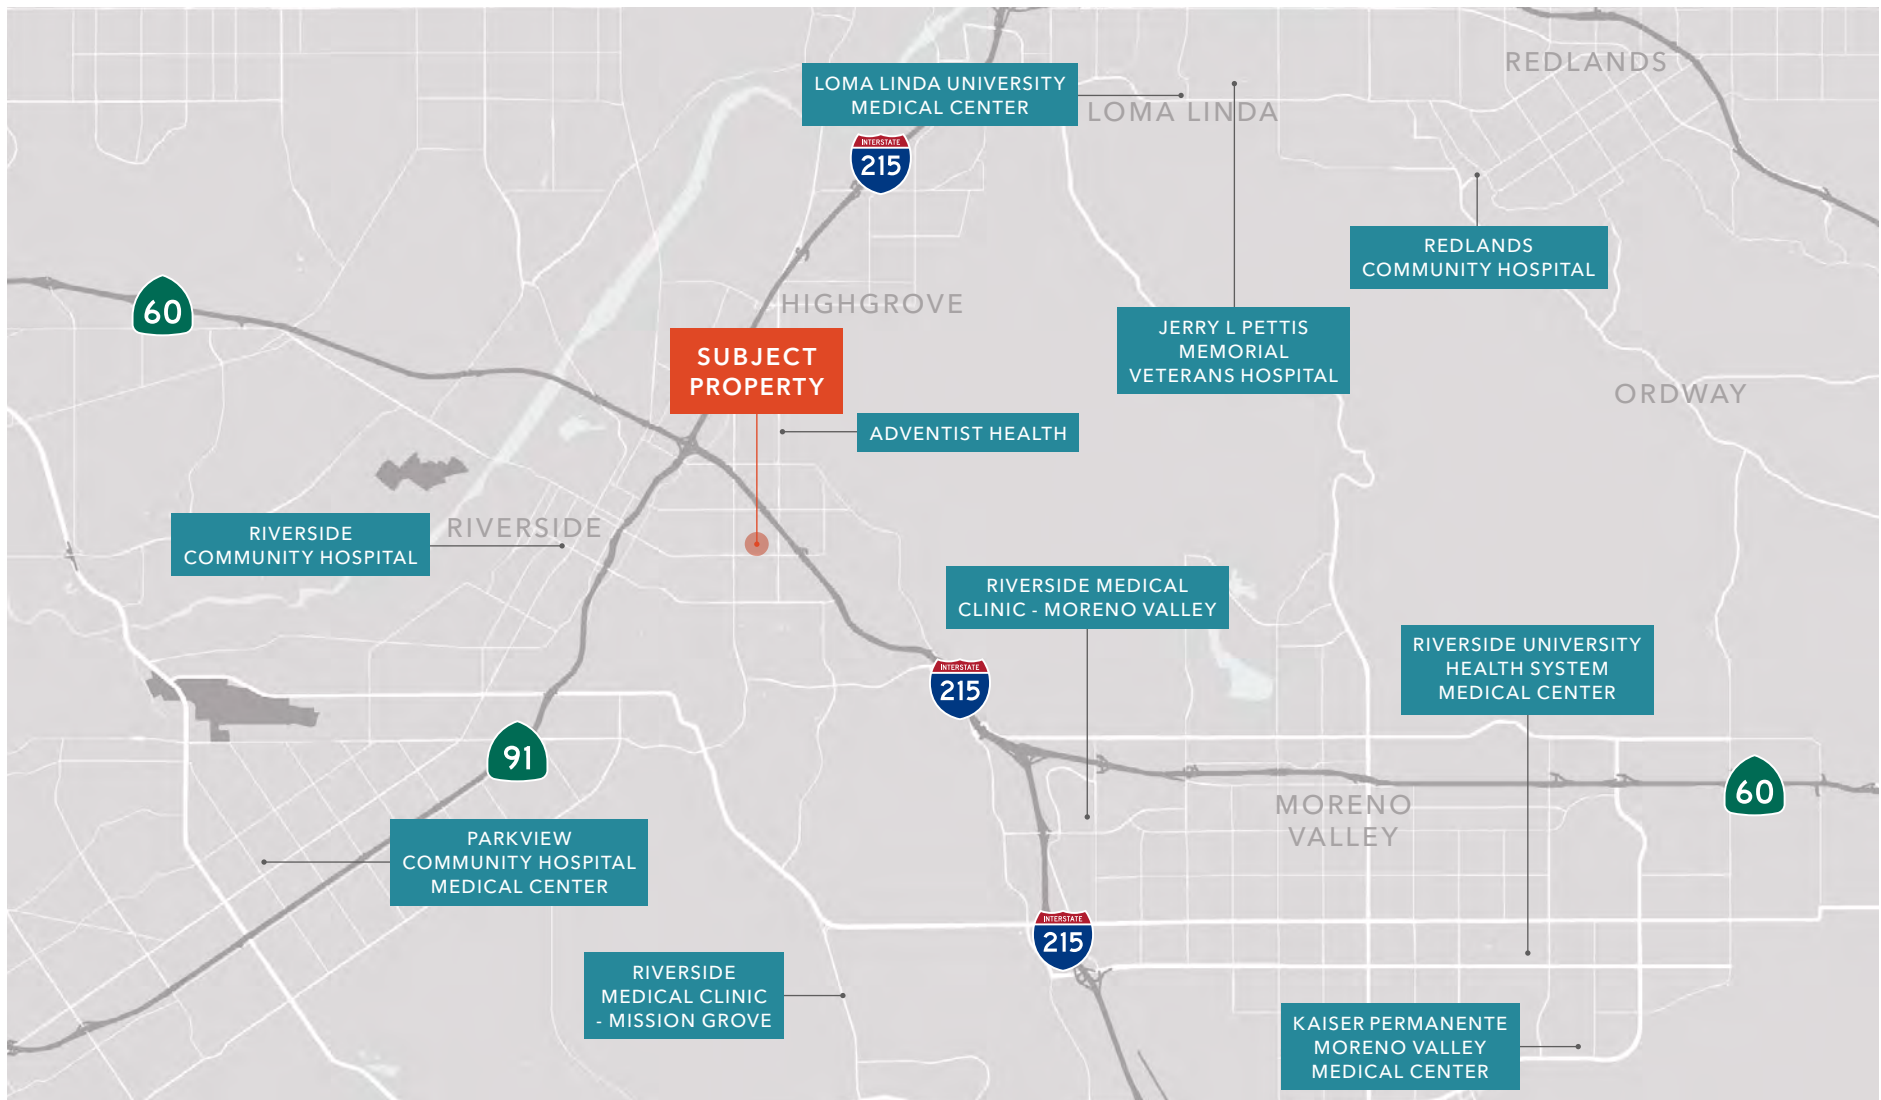 REDLANDS
LOMA LINDA UNIVERSITY
MEDICAL CENTER
LOMA LINDA
INTERSTATE
215
REDLANDS
COMMUNITY HOSPITAL
60
HIGHGROVE
JERRY L PETTIS
MEMORIAL
VETERANS HOSPITAL
SUBJECT
PROPERTY
ORDWAY
ADVENTIST HEALTH
RIVERSIDE
COMMUNITY HOSPITAL
RIVERSIDE
RIVERSIDE MEDICAL
CLINIC - MORENO VALLEY
RIVERSIDE UNIVERSITY
HEALTH SYSTEM
MEDICAL CENTER
INTERSTATE
215
91
60
MORENO
VALLEY
PARKVIEW
COMMUNITY HOSPITAL
MEDICAL CENTER
INTERSTATE
215
RIVERSIDE
MEDICAL CLINIC
- MISSION GROVE
KAISER PERMANENTE
MORENO VALLEY
MEDICAL CENTER